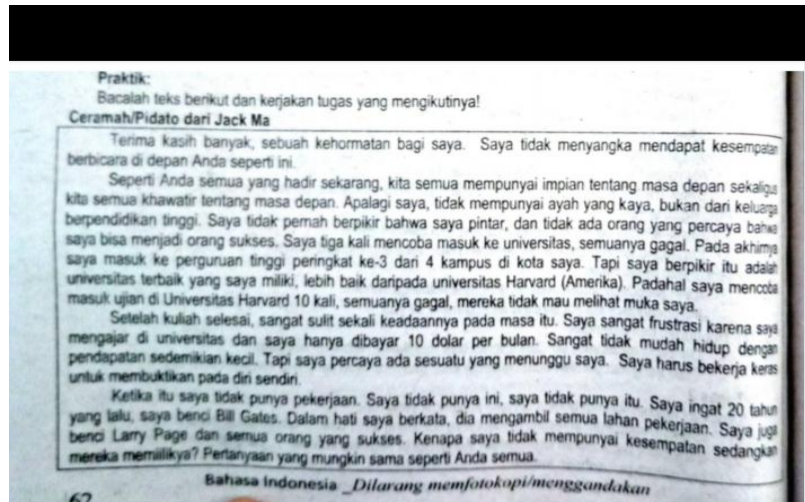 Praktik:
Bacalah teks berikut dan kerjakan tugas yang mengikutinya!
Ceramah/Pidato dari Jack Ma
Terima kasih banyak, sebuah kehormatan bagi saya. Saya tidak menyangka mendapat kesempatan
berbicara di depan Anda seperti ini.
Seperti Anda semua yang hadir sekarang, kita semua mempunyai impian tentang masa depan sekaligus
kita semua khawatir tentang masa depan. Apalagi saya, tidak mempunyai ayah yang kaya, bukan dari keluarga
berpendidikan tinggi. Saya tidak pernah berpikir bahwa saya pintar, dan tidak ada orang yang percaya bahwa
saya bisa menjadi orang sukses. Saya tiga kali mencoba masuk ke universitas, semuanya gagal. Pada akhirnya
saya masuk ke perguruan tinggi peringkat ke-3 dari 4 kampus di kota saya. Tapi saya berpikir itu adalah
universitas terbaik yang saya miliki, lebih baik daripada universitas Harvard (Amerika). Padahal saya mencoba
masuk ujian di Universitas Harvard 10 kali, semuanya gagal, mereka tidak mau melihat muka saya.
Setelah kuliah selesai, sangat sulit sekali keadaannya pada masa itu. Saya sangat frustrasi karena saya
mengajar di universitas dan saya hanya dibayar 10 dolar per bulan. Sangat tidak mudah hidup dengan
pendapatan sedemikian kecil. Tapi saya percaya ada sesuatu yang menunggu saya. Saya harus bekerja keras
untuk membuktikan pada diri sendiri.
Ketika itu saya tidak punya pekerjaan. Saya tidak punya ini, saya tidak punya itu. Saya ingat 20 tahun
yang lalu, saya benci Bill Gates. Dalam hati saya berkata, dia mengambil semua lahan pekerjaan. Saya juga
benci Larry Page dan semua orang yang sukses. Kenapa saya tidak mempunyai kesempatan sedangkan
mereka memiilikya? Pertanyaan yang mungkin sama seperti Anda semua.
Bahasa Indonesia _Dilarang memfotokopi/menggandakan
62